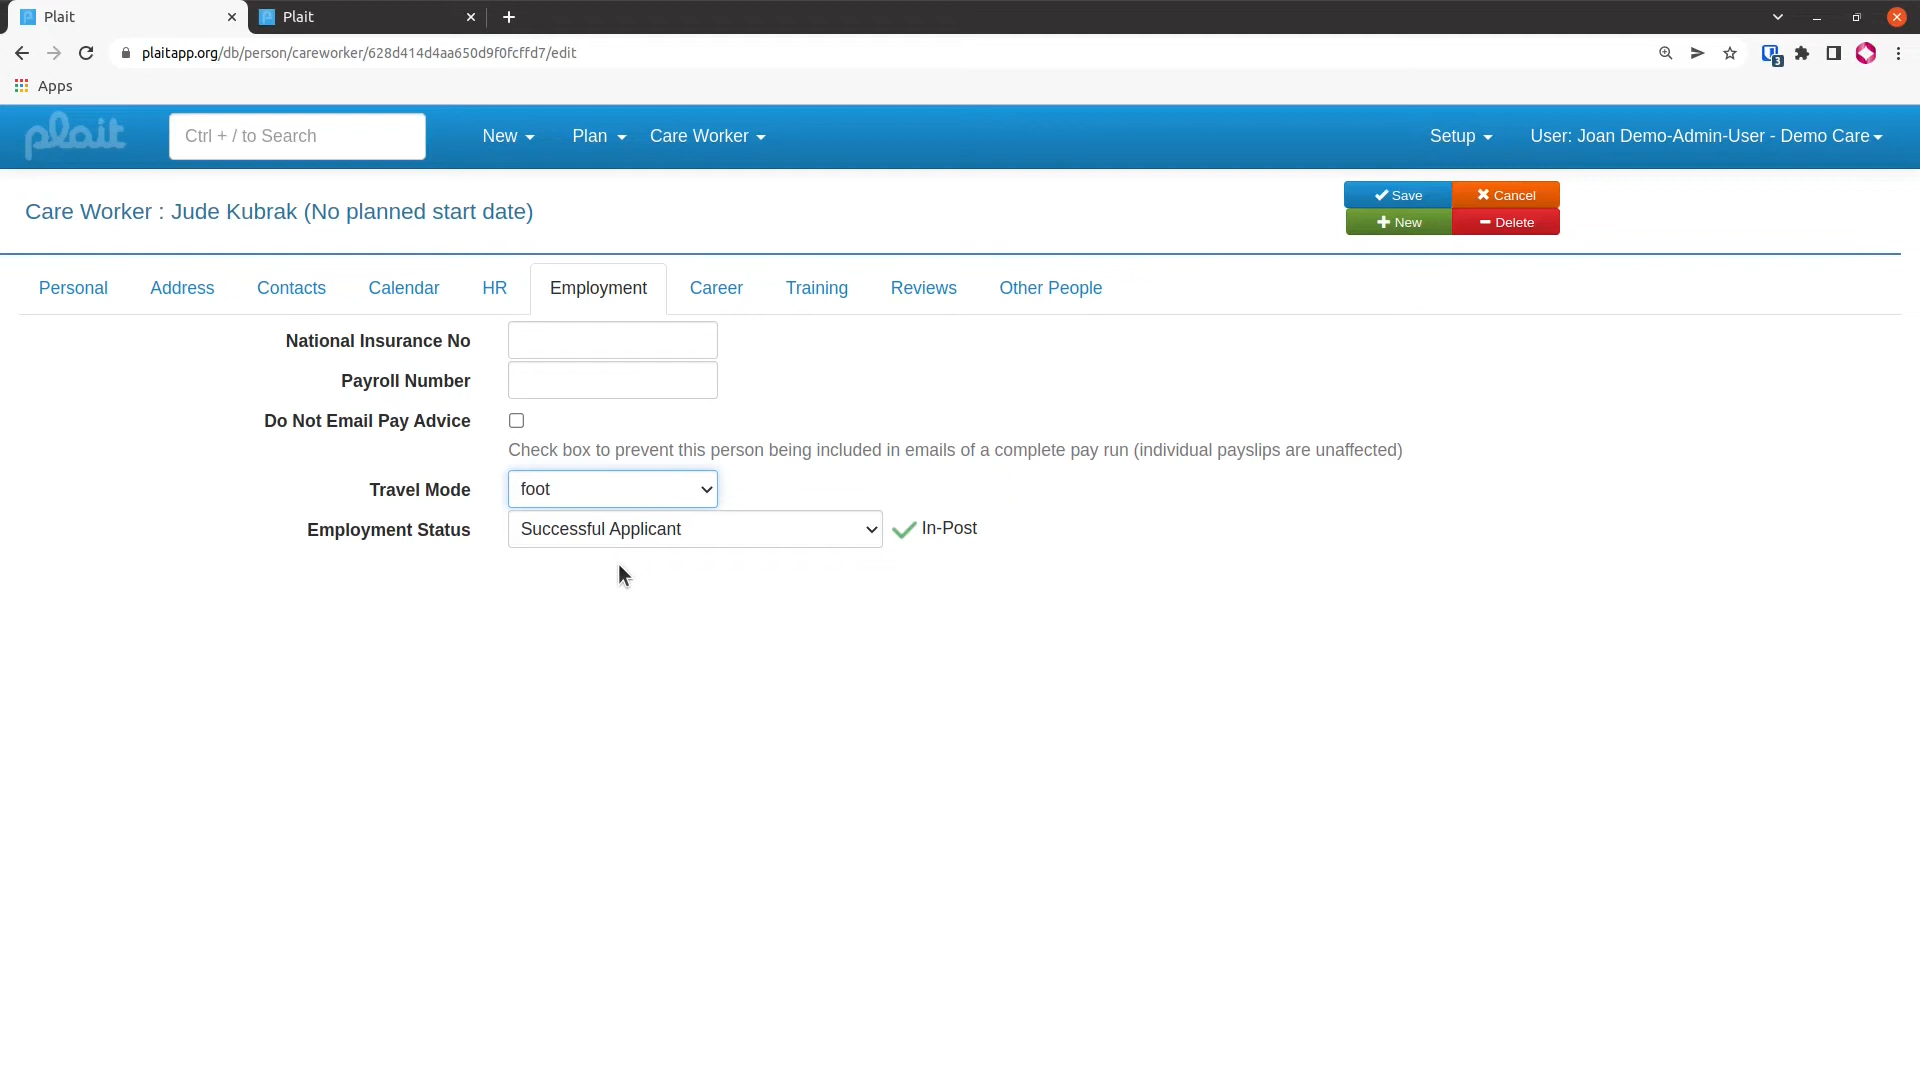 Plait
Plait
plaitapp.org/db/person/careworker/628d414d4aa650d9f0fcffd7/edit
3
Apps
plait
Ctrl + / to Search
New
Plan
Care Worker
Setup
User: Joan Demo-Admin-User - Demo Care
Care Worker : Jude Kubrak (No planned start date)
Save
Cancel
New
Delete
Personal
Address
Contacts
Calendar
HR
Employment
Career
Training
Reviews
Other People
National Insurance No
Payroll Number
Do Not Email Pay Advice
Check box to prevent this person being included in emails of a complete pay run (individual payslips are unaffected)
Travel Mode
foot
Employment Status
Successful Applicant
In-Post